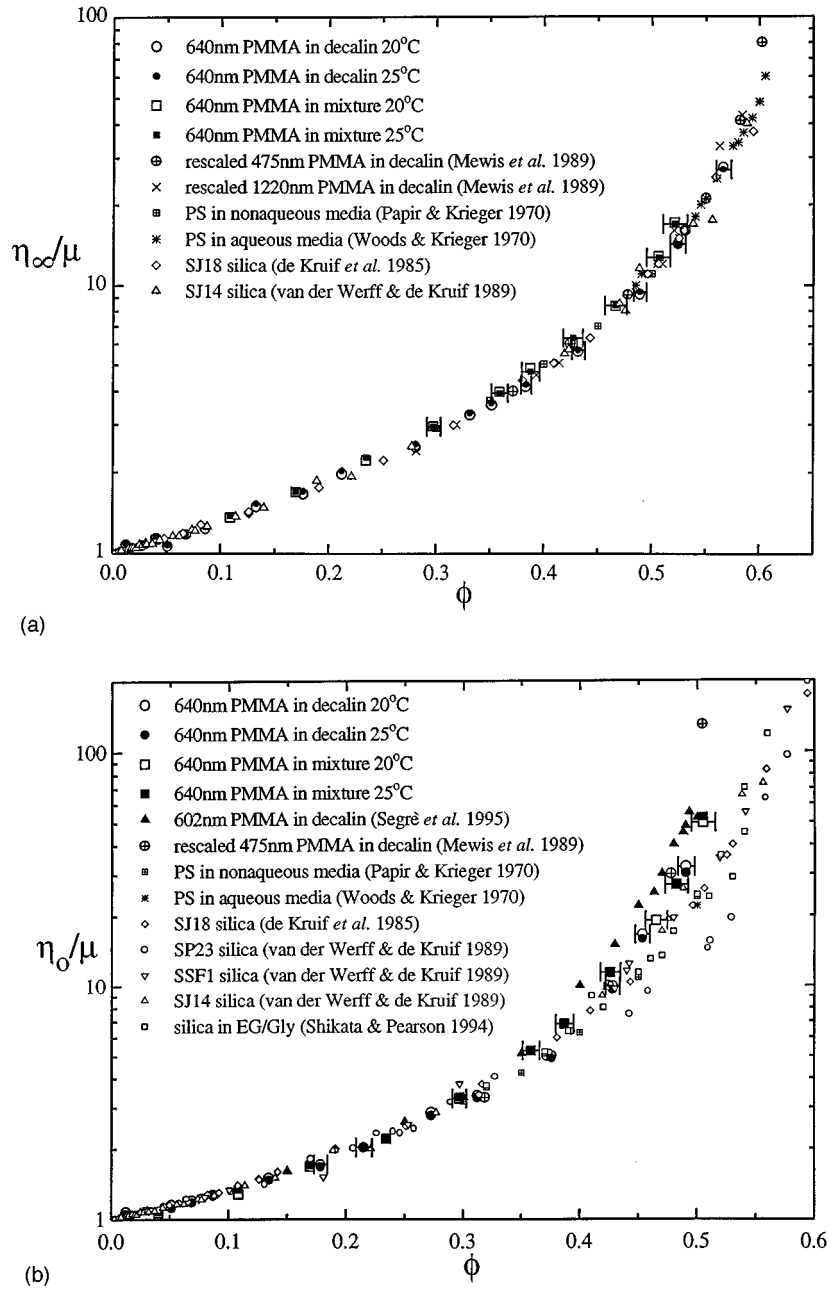 100
640nm PMMA in decalin 20°C
640nm PMMA in decalin 25°C
640nm PMMA in mixture 20°C
640nm PMMA in mixture 25°C
rescaled 475nm PMMA in decalin (Mewis et al. 1989)
rescaled 1220nm PMMA in decalin (Mewis et al. 1989)
PS in nonaqueous media (Papir & Krieger 1970)
PS in aqueous media (Woods & Krieger 1970)
η∞/μ
SJ18 silica (de Kruif et al. 1985)
10
SJ14 silica (van der Werff & de Kruif 1989)
1
0.0 0.1 0.2 0.3 0.4 0.5 0.6
ϕ
(a)
640nm PMMA in decalin 20°C
640nm PMMA in decalin 25°C
100
640nm PMMA in mixture 20°C
640nm PMMA in mixture 25°C
602nm PMMA in decalin (Segrè et al. 1995)
rescaled 475nm PMMA in decalin (Mewis et al. 1989)
PS in nonaqueous media (Papir & Krieger 1970)
PS in aqueous media (Woods & Krieger 1970)
SJ18 silica (de Kruif et al. 1985)
η0/μ
SP23 silica (van der Werff & de Kruif 1989)
SSF1 silica (van der Werff & de Kruif 1989)
10
SJ14 silica (van der Werff & de Kruif 1989)
silica in EG/Gly (Shikata & Pearson 1994)
1
0.0 0.1 0.2 0.3 0.4 0.5 0.6
ϕ
(b)